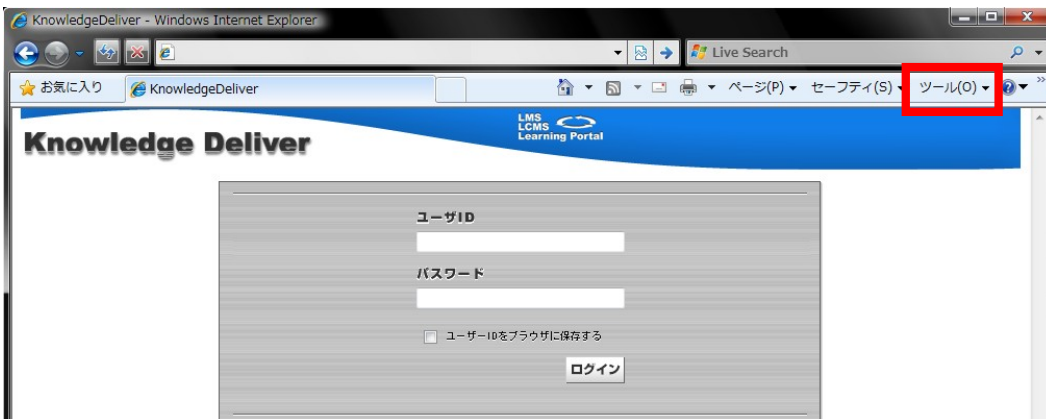 KnowledgeDeliver - Windows Internet Explorer
Live Search
お気に入り
KnowledgeDeliver
ページ(P)
セーフティ(S)
ツール(O)
Knowledge Deliver
LMS
LCMS
Learning Portal
ユーザID
パスワード
ユーザーIDをブラウザに保存する
ログイン